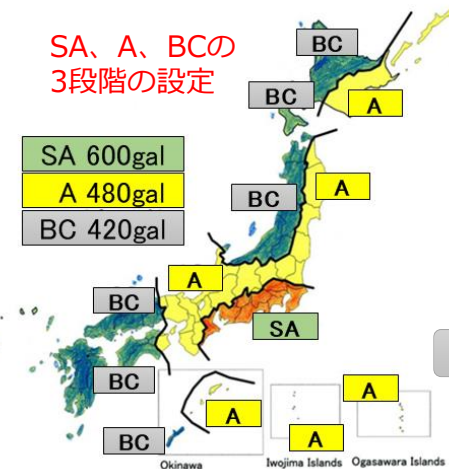 SA、A、BCの
3段階の設定
BC
BC
A
SA 600gal
A 480gal
BC 420gal
BC
A
A
BC
SA
BC
BC
A
A
A
Okinawa
Iwojima Islands
Ogasawara Islands